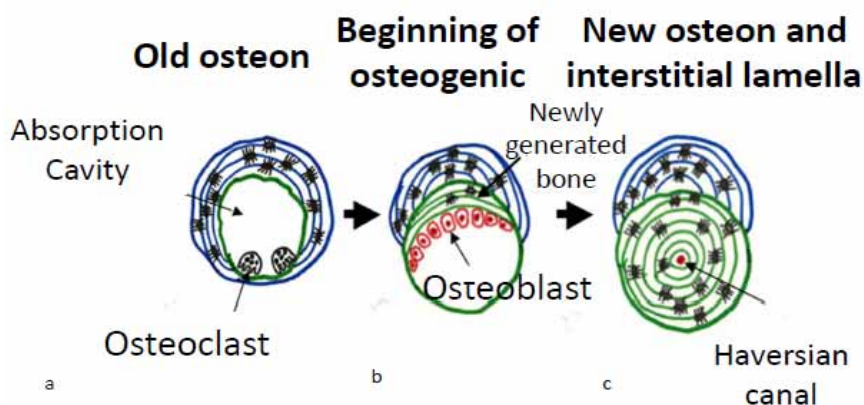 Old osteon
Beginning of
osteogenic
New osteon and
interstitial lamella
Absorption
Cavity
Newly
generated
bone
Osteoclast
Osteoblast
Haversian
canal
a
b
c